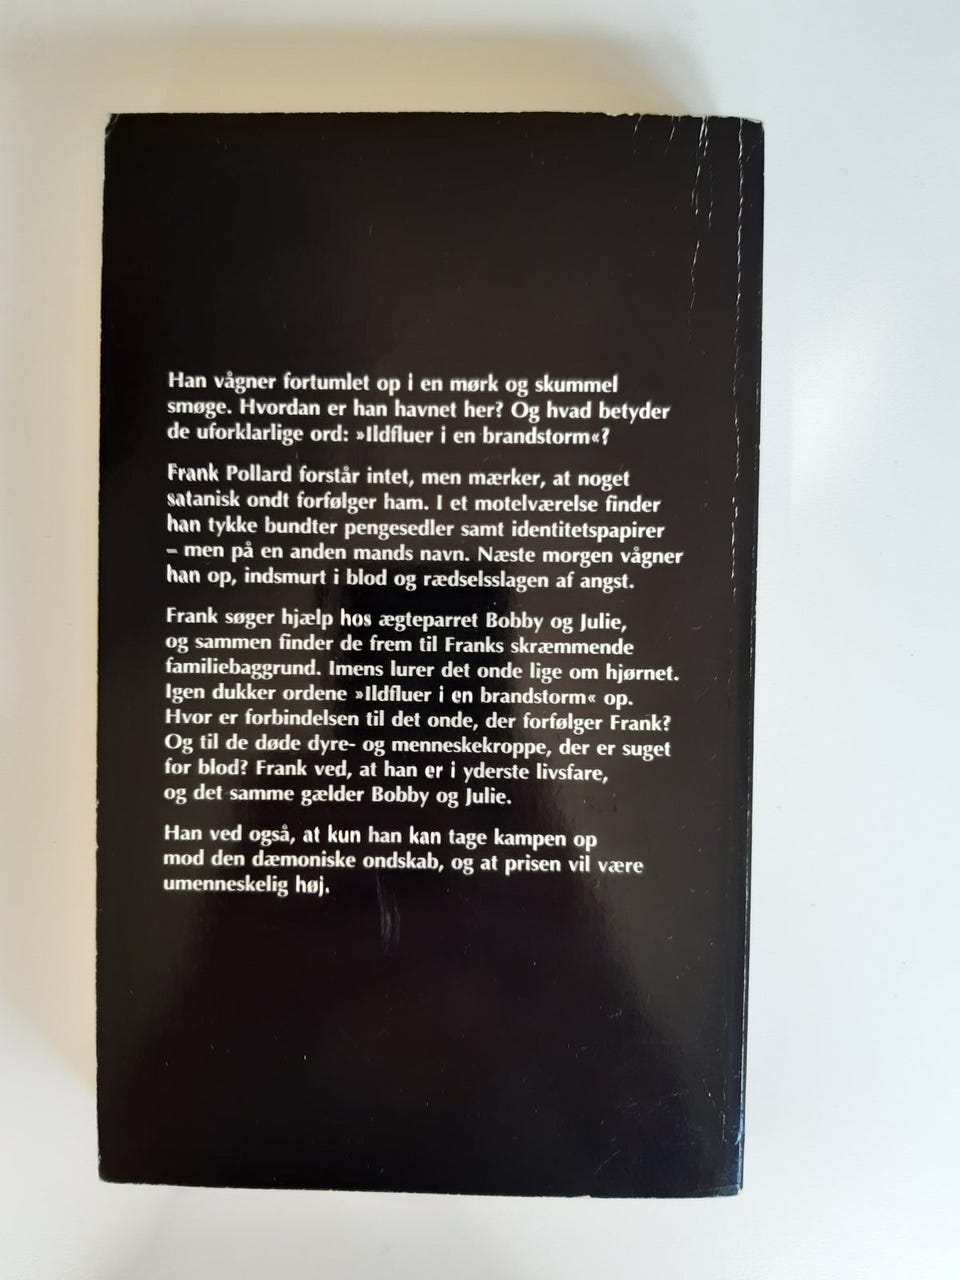 Han vågner fortumlet op i en mørk og skummel
smøge. Hvordan er han havnet her? Og hvad betyder
de uforklarlige ord: »Ildfluer i en brandstorm«?
Frank Pollard forstår intet, men mærker, at noget
satanisk ondt forfølger ham. I et motelværelse finder
han tykke bundter pengesedler samt identitetspapirer
– men på en anden mands navn. Næste morgen vågner
han op, indsmurt i blod og rædselsslagen af angst.
Frank søger hjælp hos ægteparret Bobby og Julie,
og sammen finder de frem til Franks skræmmende
familiebaggrund. Imens lurer det onde lige om hjørnet.
Igen dukker ordene »Ildfluer i en brandstorm« op.
Hvor er forbindelsen til det onde, der forfølger Frank?
Og til de døde dyre- og menneskekroppe, der er suget
for blod? Frank ved, at han er i yderste livsfare,
og det samme gælder Bobby og Julie.
Han ved også, at kun han kan tage kampen op
mod den dæmoniske ondskab, og at prisen vil være
umenneskelig høj.